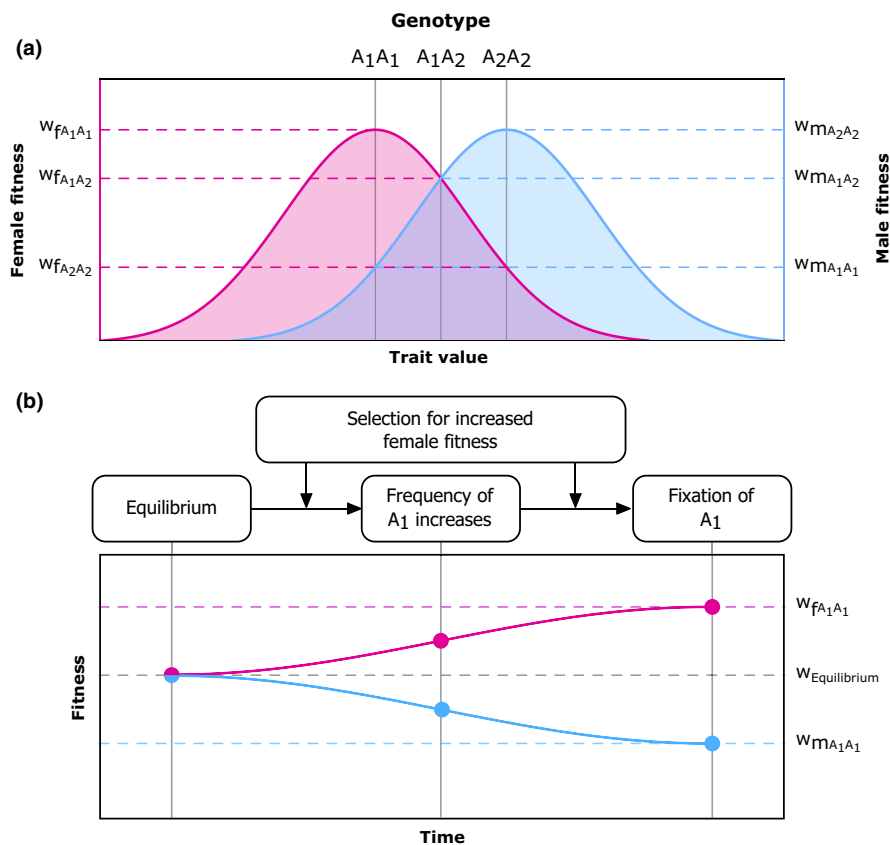 Genotype
(a)
A1A1 A1A2 A2A2
Female fitness
wfA1A1
wfA1A2
wfA2A2
wmA2A2
wmA1A2
wmA1A1
Male fitness
Trait value
(b)
Selection for increased
female fitness
Equilibrium
Frequency of
A1 increases
Fixation of
A1
Fitness
wfA1A1
wEquilibrium
wmA1A1
Time